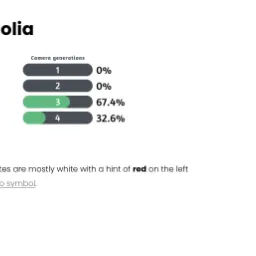 olia
Camera generations
1 0%
2 0%
3 67.4%
4 32.6%
tes are mostly white with a hint of red on the left
o symbol.